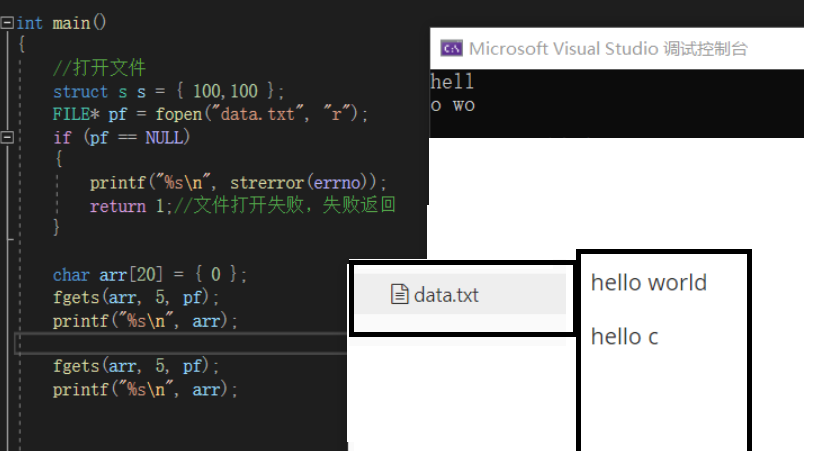 int main()
{
//打开文件
struct s s = { 100,100 };
FILE* pf = fopen("data.txt", "r");
if (pf == NULL)
{
printf("%s\n", strerror(errno));
return 1;//文件打开失败，失败返回
}
char arr[20] = { 0 };
fgets(arr, 5, pf);
printf("%s\n", arr);
fgets(arr, 5, pf);
printf("%s\n", arr);
Microsoft Visual Studio 调试控制台
hell
o wo
data.txt
hello world
hello c